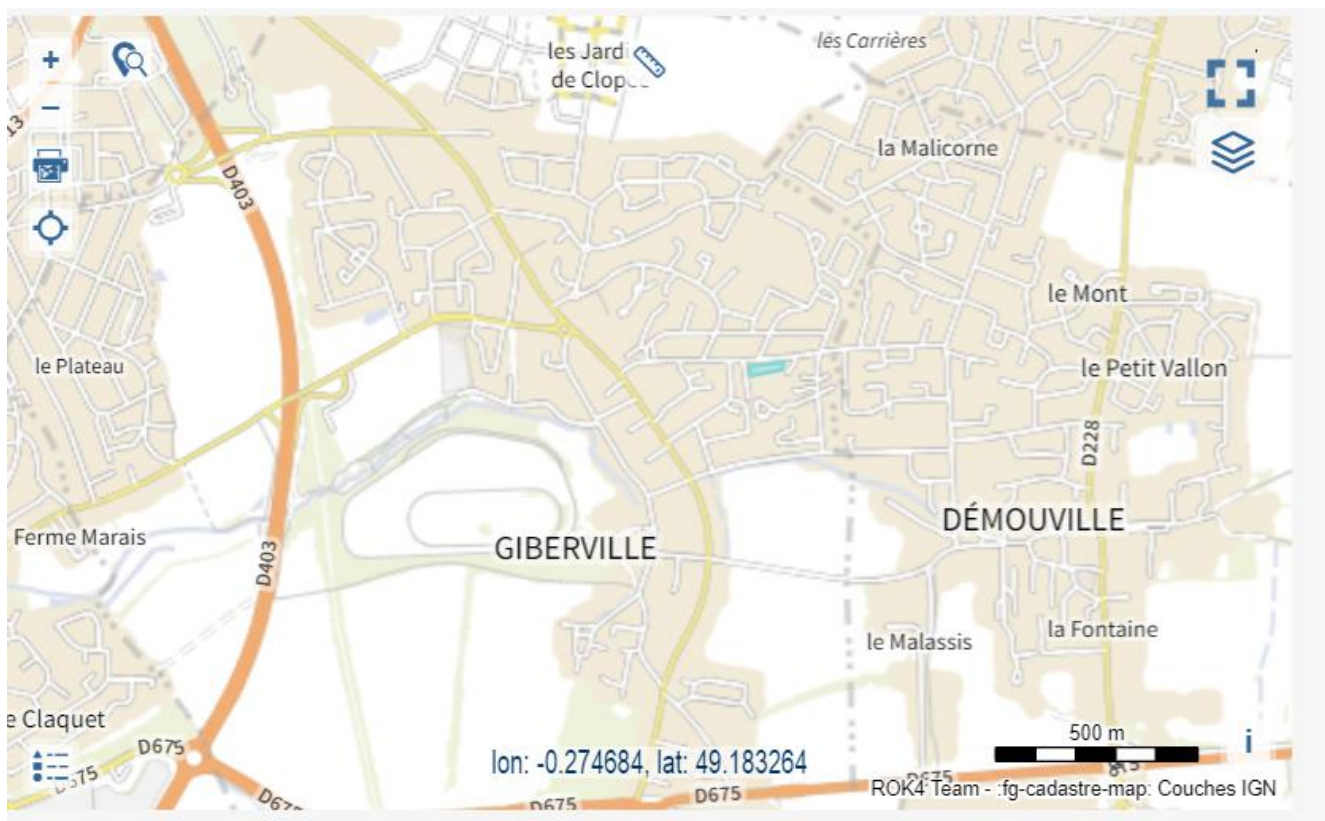 +
les Jardi
les Carrières
de Clop
−
13
la Malicorne
D403
le Mont
le Plateau
le Petit Vallon
D228
Ferme Marais
DÉMOUVILLE
GIBERVILLE
D403
la Fontaine
le Malassis
e Claquet
500 m
D675
i
lon: -0.274684, lat: 49.183264
D675
D675
ROK4 Team - :fg-cadastre-map: Couches IGN